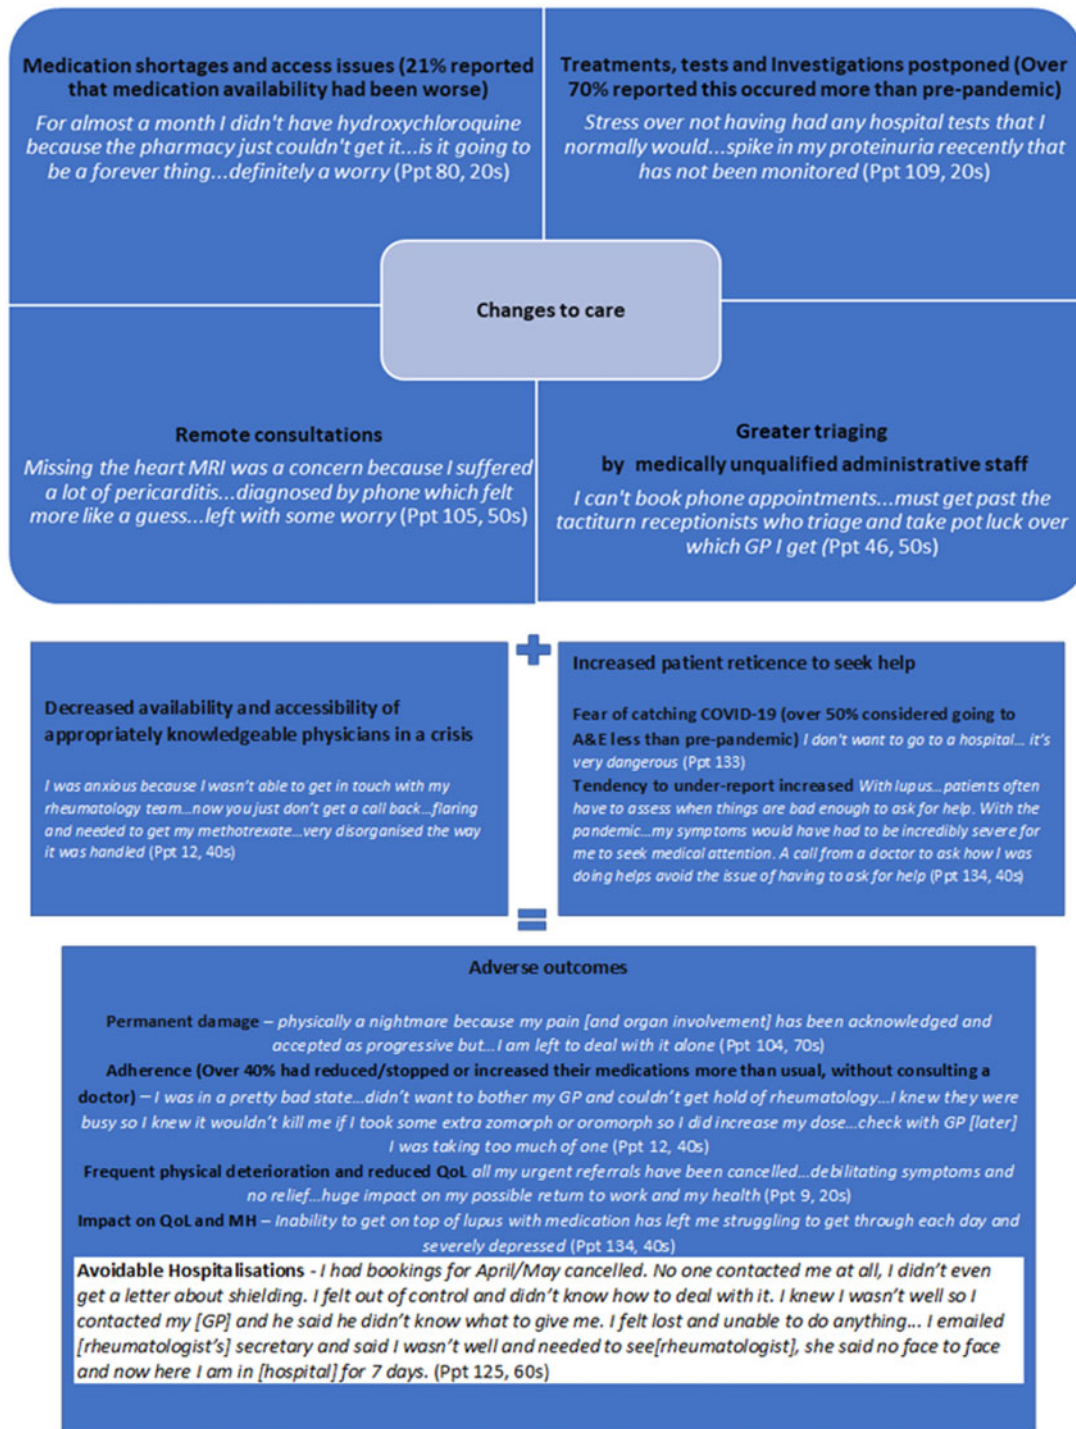 Medication shortages and access issues (21% reported
that medication availability had been worse)
For almost a month I didn't have hydroxychloroquine
because the pharmacy just couldn't get it...is it going to
be a forever thing...definitely a worry (Ppt 80, 20s)
Treatments, tests and Investigations postponed (Over
70% reported this occured more than pre-pandemic)
Stress over not having had any hospital tests that I
normally would...spike in my proteinuria reecently that
has not been monitored (Ppt 109, 20s)
Changes to care
Remote consultations
Missing the heart MRI was a concern because I suffered
a lot of pericarditis...diagnosed by phone which felt
more like a guess...left with some worry (Ppt 105, 50s)
Greater triaging
by medically unqualified administrative staff
I can't book phone appointments...must get past the
tactiturn receptionists who triage and take pot luck over
which GP I get (Ppt 46, 50s)
Decreased availability and accessibility of
appropriately knowledgeable physicians in a crisis
I was anxious because I wasn't able to get in touch with my
rheumatology team...now you just don't get a call back...flaring
and needed to get my methotrexate...very disorganised the way
it was handled (Ppt 12, 40s)
+
Increased patient reticence to seek help
Fear of catching COVID-19 (over 50% considered going to
A&E less than pre-pandemic) I don't want to go to a hospital... it's
very dangerous (Ppt 133)
Tendency to under-report increased With lupus...patients often
have to assess when things are bad enough to ask for help. With the
pandemic...my symptoms would have had to be incredibly severe for
me to seek medical attention. A call from a doctor to ask how I was
doing helps avoid the issue of having to ask for help (Ppt 134, 40s)
=
Adverse outcomes
Permanent damage – physically a nightmare because my pain [and organ involvement] has been acknowledged and
accepted as progressive but...I am left to deal with it alone (Ppt 104, 70s)
Adherence (Over 40% had reduced/stopped or increased their medications more than usual, without consulting a
doctor) – I was in a pretty bad state...didn't want to bother my GP and couldn't get hold of rheumatology...I knew they were
busy so I knew it wouldn't kill me if I took some extra zomorph or oromorph so I did increase my dose...check with GP [later]
I was taking too much of one (Ppt 12, 40s)
Frequent physical deterioration and reduced QoL all my urgent referrals have been cancelled...debilitating symptoms and
no relief...huge impact on my possible return to work and my health (Ppt 9, 20s)
Impact on QoL and MH – Inability to get on top of lupus with medication has left me struggling to get through each day and
severely depressed (Ppt 134, 40s)
Avoidable Hospitalisations - I had bookings for April/May cancelled. No one contacted me at all, I didn't even
get a letter about shielding. I felt out of control and didn't know how to deal with it. I knew I wasn't well so I
contacted my [GP] and he said he didn't know what to give me. I felt lost and unable to do anything... I emailed
[rheumatologist's] secretary and said I wasn't well and needed to see[rheumatologist], she said no face to face
and now here I am in [hospital] for 7 days. (Ppt 125, 60s)